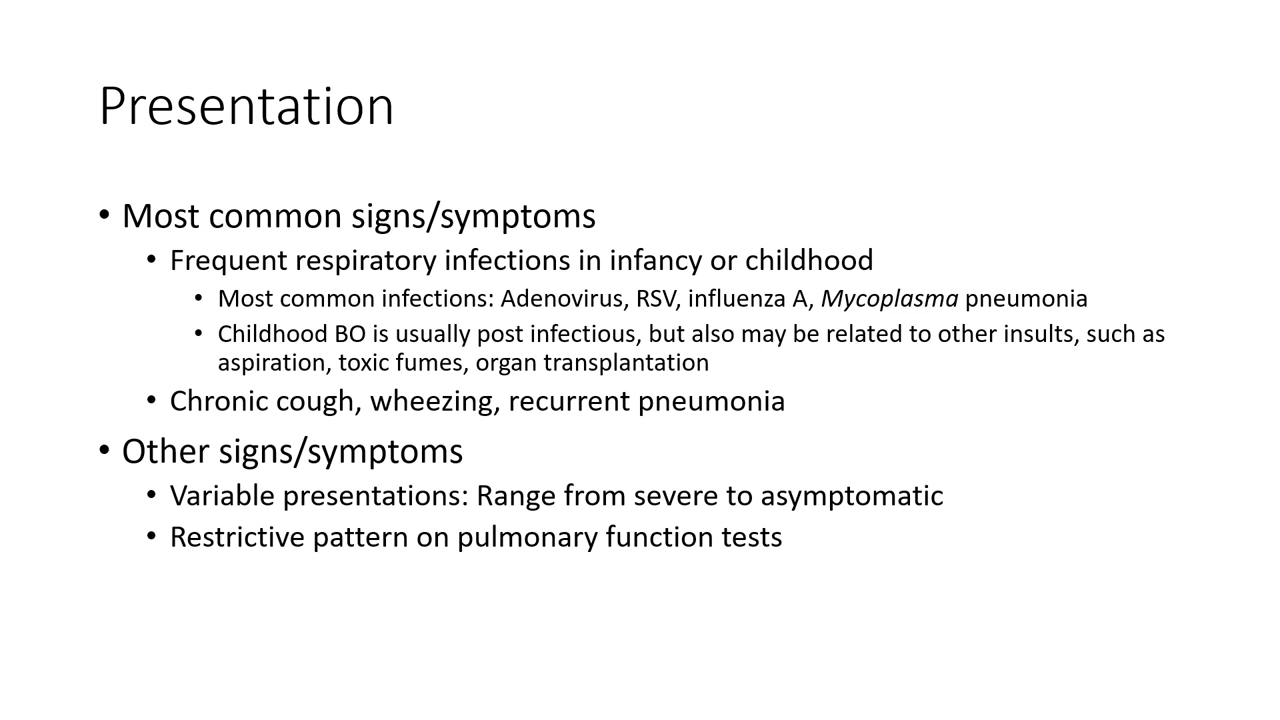 Presentation
• Most common signs/symptoms
• Frequent respiratory infections in infancy or childhood
• Most common infections: Adenovirus, RSV, influenza A, Mycoplasma pneumonia
• Childhood BO is usually post infectious, but also may be related to other insults, such as
aspiration, toxic fumes, organ transplantation
• Chronic cough, wheezing, recurrent pneumonia
• Other signs/symptoms
• Variable presentations: Range from severe to asymptomatic
• Restrictive pattern on pulmonary function tests